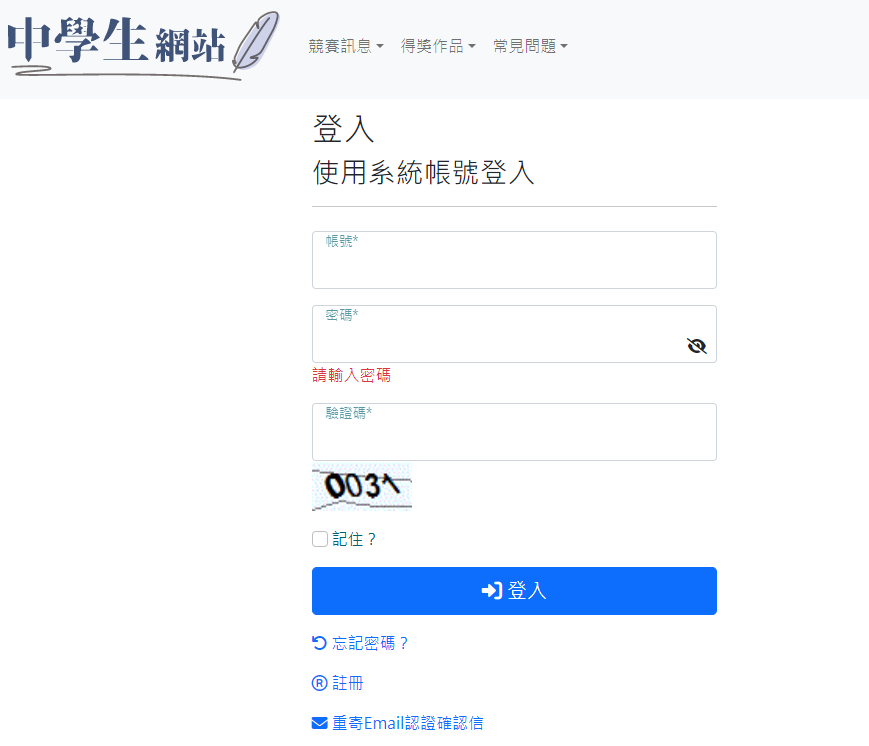 中學生網站
競賽訊息 得獎作品 常見問題
登入
使用系統帳號登入
帳號*
密碼*
請輸入密碼
驗證碼*
0031
記住？
登入
忘記密碼？
® 註冊
重寄Email認證確認信